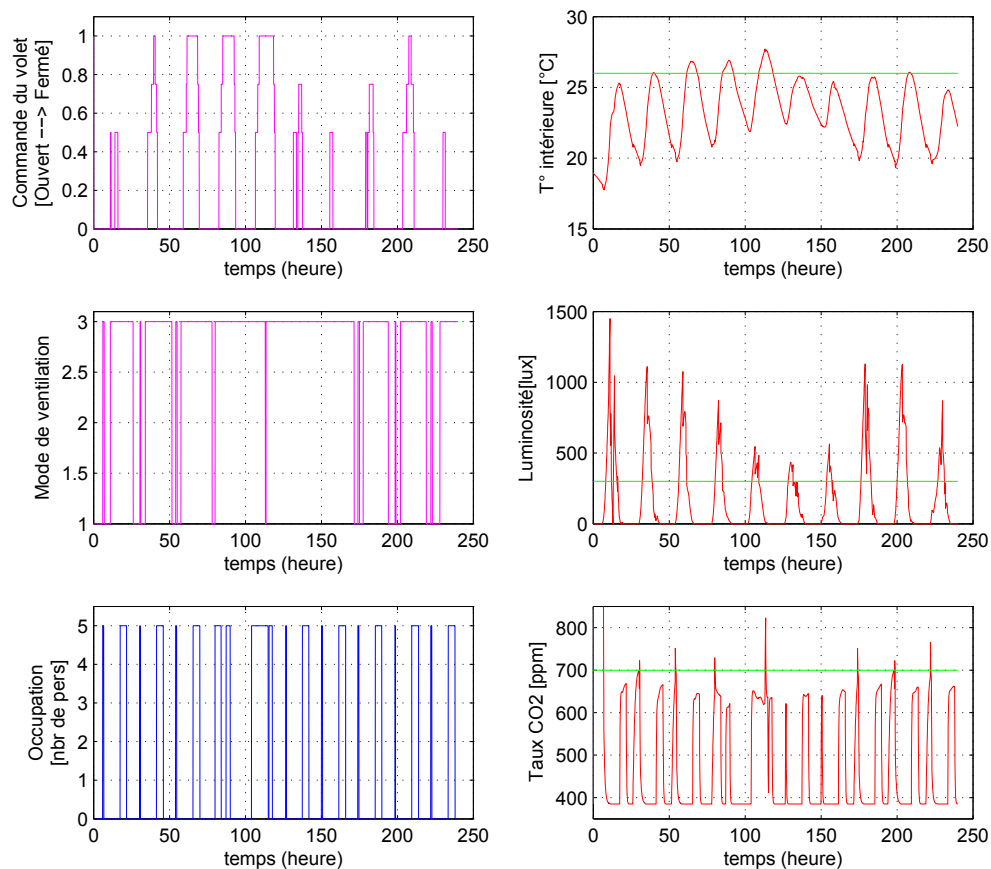 Commande du volet
[Ouvert −−> Fermé]
1
0.8
0.6
0.4
0.2
0
0 50 100 150 200 250
temps (heure)
T° intérieure [°C]
30
25
20
15
0 50 100 150 200 250
temps (heure)
Mode de ventilation
3
2.5
2
1.5
1
0 50 100 150 200 250
temps (heure)
Luminosité[lux]
1500
1000
500
0
0 50 100 150 200 250
temps (heure)
Occupation
[nbr de pers]
5
4
3
2
1
0
0 50 100 150 200 250
temps (heure)
Taux CO2 [ppm]
800
700
600
500
400
0 50 100 150 200 250
temps (heure)